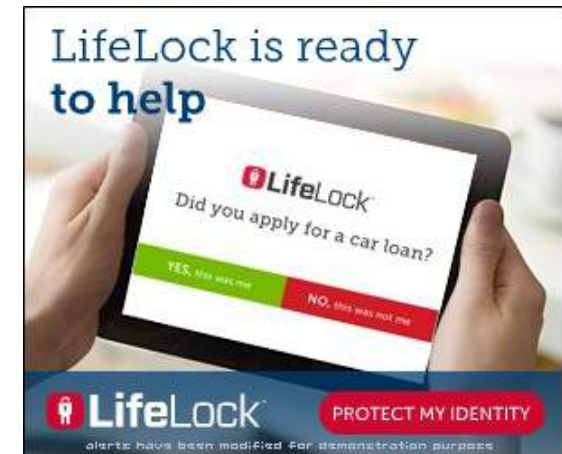 LifeLock is ready
to help
LifeLock
Did you apply for a car loan?
YES, this was me
NO, this was not me
LifeLock
PROTECT MY IDENTITY
alerts have been modified for demonstration purpose